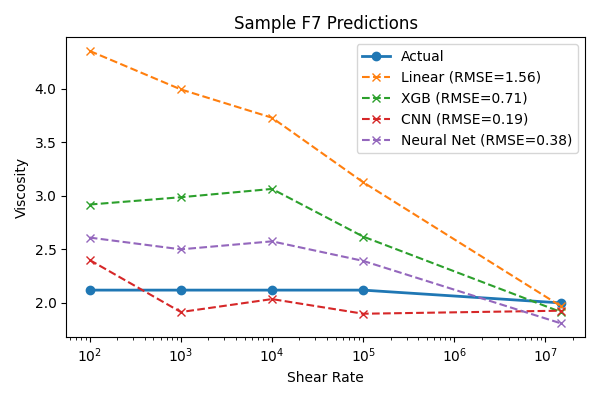 Sample F7 Predictions
Actual
Linear (RMSE=1.56)
XGB (RMSE=0.71)
CNN (RMSE=0.19)
Neural Net (RMSE=0.38)
Viscosity
4.0
3.5
3.0
2.5
2.0
10² 10³ 10⁴ 10⁵ 10⁶ 10⁷
Shear Rate